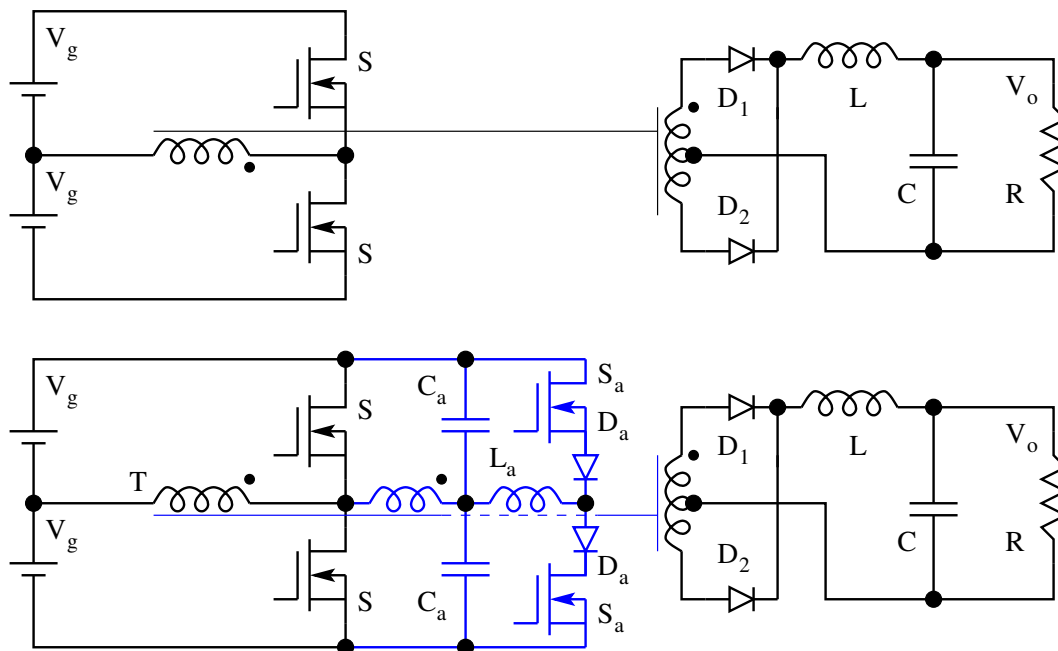 V_g
S
D_1
L
V_o
V_g
D_2
C
R
S
V_g
S
C_a
S_a
D_a
L_a
T
D_1
L
V_o
V_g
S
C_a
D_a
S_a
D_2
C
R